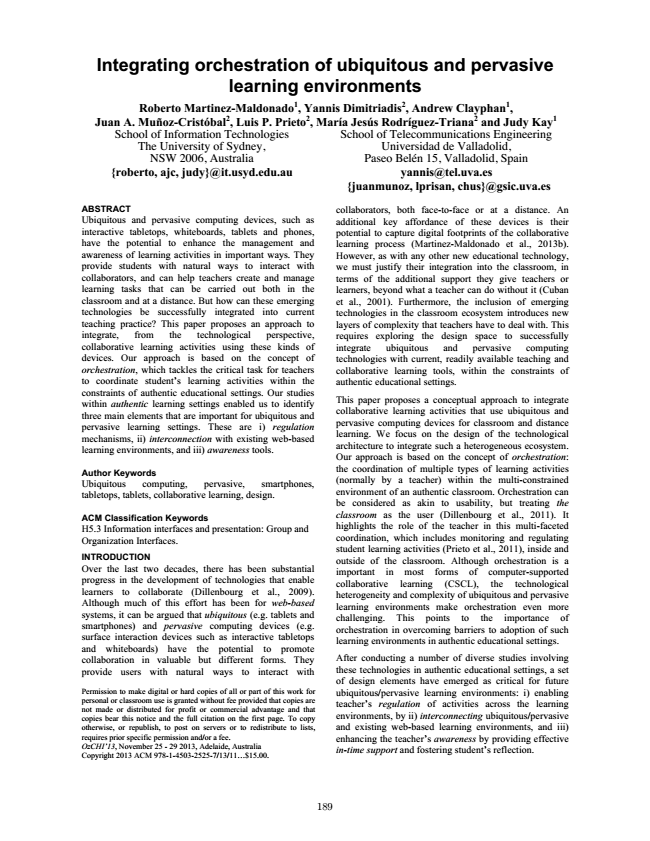 Integrating orchestration of ubiquitous and pervasive
learning environments
Roberto Martinez-Maldonado1, Yannis Dimitriadis2, Andrew Clayphan1,
Juan A. Muñoz-Cristóbal2, Luis P. Prieto2, María Jesús Rodríguez-Triana2 and Judy Kay1
School of Information Technologies
The University of Sydney,
NSW 2006, Australia
{roberto, ajc, judy}@it.usyd.edu.au
School of Telecommunications Engineering
Universidad de Valladolid,
Paseo Belén 15, Valladolid, Spain
yannis@tel.uva.es
{juanmunoz, lprisan, chus}@gsic.uva.es
ABSTRACT
Ubiquitous and pervasive computing devices, such as
interactive tabletops, whiteboards, tablets and phones,
have the potential to enhance the management and
awareness of learning activities in important ways. They
provide students with natural ways to interact with
collaborators, and can help teachers create and manage
learning tasks that can be carried out both in the
classroom and at a distance. But how can these emerging
technologies be successfully integrated into current
teaching practice? This paper proposes an approach to
integrate, from the technological perspective,
collaborative learning activities using these kinds of
devices. Our approach is based on the concept of
orchestration, which tackles the critical task for teachers
to coordinate student's learning activities within the
constraints of authentic educational settings. Our studies
within authentic learning settings enabled us to identify
three main elements that are important for ubiquitous and
pervasive learning settings. These are i) regulation
mechanisms, ii) interconnection with existing web-based
learning environments, and iii) awareness tools.
Author Keywords
Ubiquitous computing, pervasive, smartphones,
tabletops, tablets, collaborative learning, design.
ACM Classification Keywords
H5.3 Information interfaces and presentation: Group and
Organization Interfaces.
INTRODUCTION
Over the last two decades, there has been substantial
progress in the development of technologies that enable
learners to collaborate (Dillenbourg et al., 2009).
Although much of this effort has been for web-based
systems, it can be argued that ubiquitous (e.g. tablets and
smartphones) and pervasive computing devices (e.g.
surface interaction devices such as interactive tabletops
and whiteboards) have the potential to promote
collaboration in valuable but different forms. They
provide users with natural ways to interact with
Permission to make digital or hard copies of all or part of this work for
personal or classroom use is granted without fee provided that copies are
not made or distributed for profit or commercial advantage and that
copies bear this notice and the full citation on the first page. To copy
otherwise, or republish, to post on servers or to redistribute to lists,
requires prior specific permission and/or a fee.
OzCHI'13, November 25 - 29 2013, Adelaide, Australia
Copyright 2013 ACM 978-1-4503-2525-7/13/11…$15.00.
collaborators, both face-to-face or at a distance. An
additional key affordance of these devices is their
potential to capture digital footprints of the collaborative
learning process (Martinez-Maldonado et al., 2013b).
However, as with any other new educational technology,
we must justify their integration into the classroom, in
terms of the additional support they give teachers or
learners, beyond what a teacher can do without it (Cuban
et al., 2001). Furthermore, the inclusion of emerging
technologies in the classroom ecosystem introduces new
layers of complexity that teachers have to deal with. This
requires exploring the design space to successfully
integrate ubiquitous and pervasive computing
technologies with current, readily available teaching and
collaborative learning tools, within the constraints of
authentic educational settings.
This paper proposes a conceptual approach to integrate
collaborative learning activities that use ubiquitous and
pervasive computing devices for classroom and distance
learning. We focus on the design of the technological
architecture to integrate such a heterogeneous ecosystem.
Our approach is based on the concept of orchestration:
the coordination of multiple types of learning activities
(normally by a teacher) within the multi-constrained
environment of an authentic classroom. Orchestration can
be considered as akin to usability, but treating the
classroom as the user (Dillenbourg et al., 2011). It
highlights the role of the teacher in this multi-faceted
coordination, which includes monitoring and regulating
student learning activities (Prieto et al., 2011), inside and
outside of the classroom. Although orchestration is a
important in most forms of computer-supported
collaborative learning (CSCL), the technological
heterogeneity and complexity of ubiquitous and pervasive
learning environments make orchestration even more
challenging. This points to the importance of
orchestration in overcoming barriers to adoption of such
learning environments in authentic educational settings.
After conducting a number of diverse studies involving
these technologies in authentic educational settings, a set
of design elements have emerged as critical for future
ubiquitous/pervasive learning environments: i) enabling
teacher's regulation of activities across the learning
environments, by ii) interconnecting ubiquitous/pervasive
and existing web-based learning environments, and iii)
enhancing the teacher's awareness by providing effective
in-time support and fostering student's reflection.
189